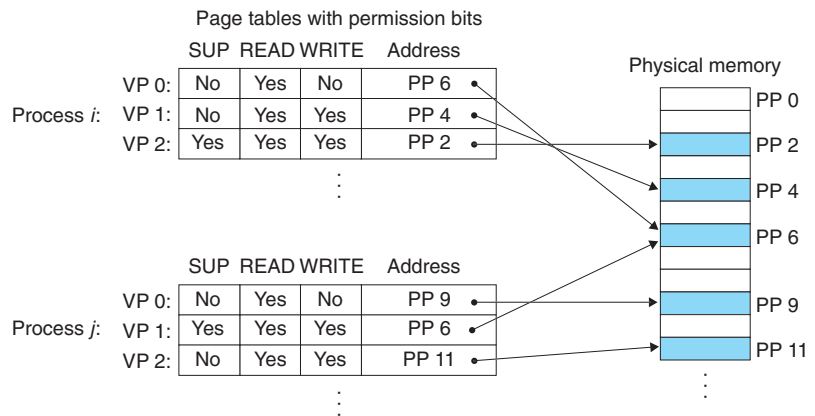 Page tables with permission bits
SUP READ WRITE Address
VP 0: No Yes No PP 6
Process i: VP 1: No Yes Yes PP 4
VP 2: Yes Yes Yes PP 2
Physical memory
PP 0
PP 2
PP 4
PP 6
PP 9
PP 11
SUP READ WRITE Address
VP 0: No Yes No PP 9
Process j: VP 1: Yes Yes Yes PP 6
VP 2: No Yes Yes PP 11